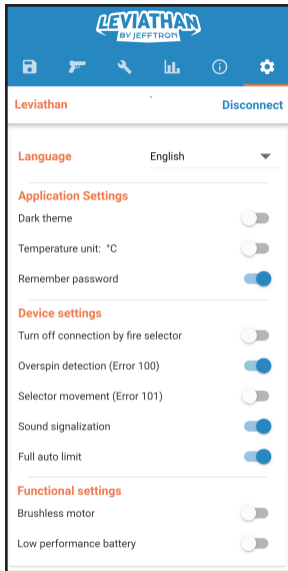 LEVIATHAN
BY JEFFTRON
Leviathan Disconnect
Language English
Application Settings
Dark theme
Temperature unit: °C
Remember password
Device settings
Turn off connection by fire selector
Overspin detection (Error 100)
Selector movement (Error 101)
Sound signalization
Full auto limit
Functional settings
Brushless motor
Low performance battery